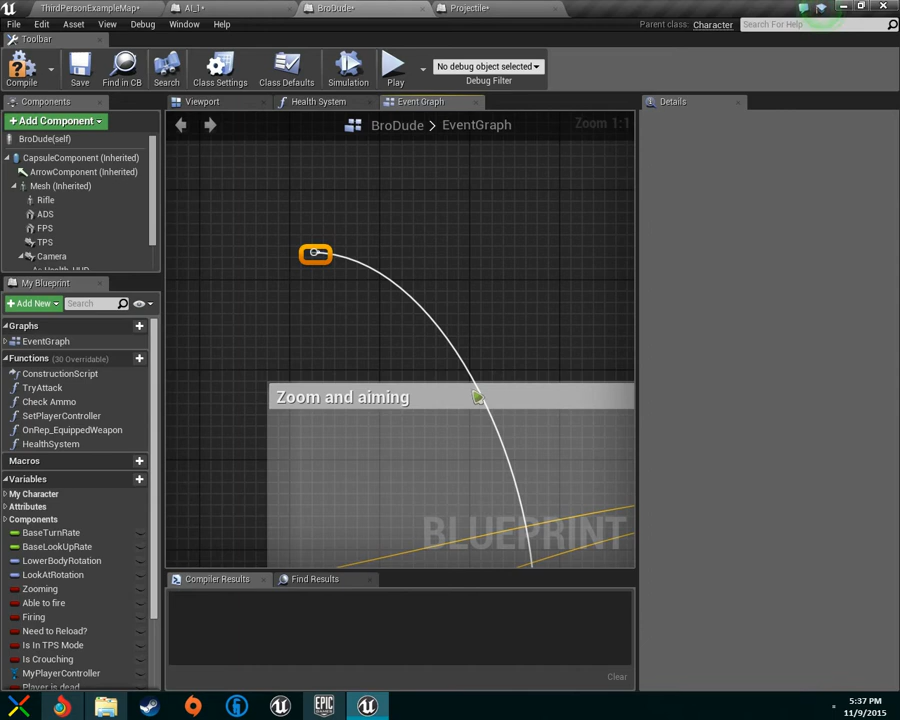 ThirdPersonExampleMap*
AI_1*
BroDude*
Projectile*
File
Edit
Asset
View
Debug
Window
Help
Parent class: Character
Search For Help
Toolbar
Compile
Save
Find in CB
Search
Class Settings
Class Defaults
Simulation
Play
No debug object selected
Debug Filter
Components
Viewport
Health System
Event Graph
Details
+Add Component
BroDude > EventGraph
Zoom 1:1
BroDude(self)
CapsuleComponent (Inherited)
ArrowComponent (Inherited)
Mesh (Inherited)
Rifle
ADS
FPS
TPS
Camera
My Blueprint
+Add New
Search
Graphs
EventGraph
Functions (30 Overridable)
ConstructionScript
TryAttack
Check Ammo
SetPlayerController
OnRep_EquippedWeapon
HealthSystem
Macros
Variables
My Character
Attributes
Components
BaseTurnRate
BaseLookUpRate
LowerBodyRotation
LookAtRotation
Zooming
Able to fire
Firing
Need to Reload?
Is In TPS Mode
Is Crouching
MyPlayerController
Player is dead
Zoom and aiming
BLUEPRINT
Compiler Results
Find Results
Clear
EPIC
GAMES
5:37 PM
11/9/2015